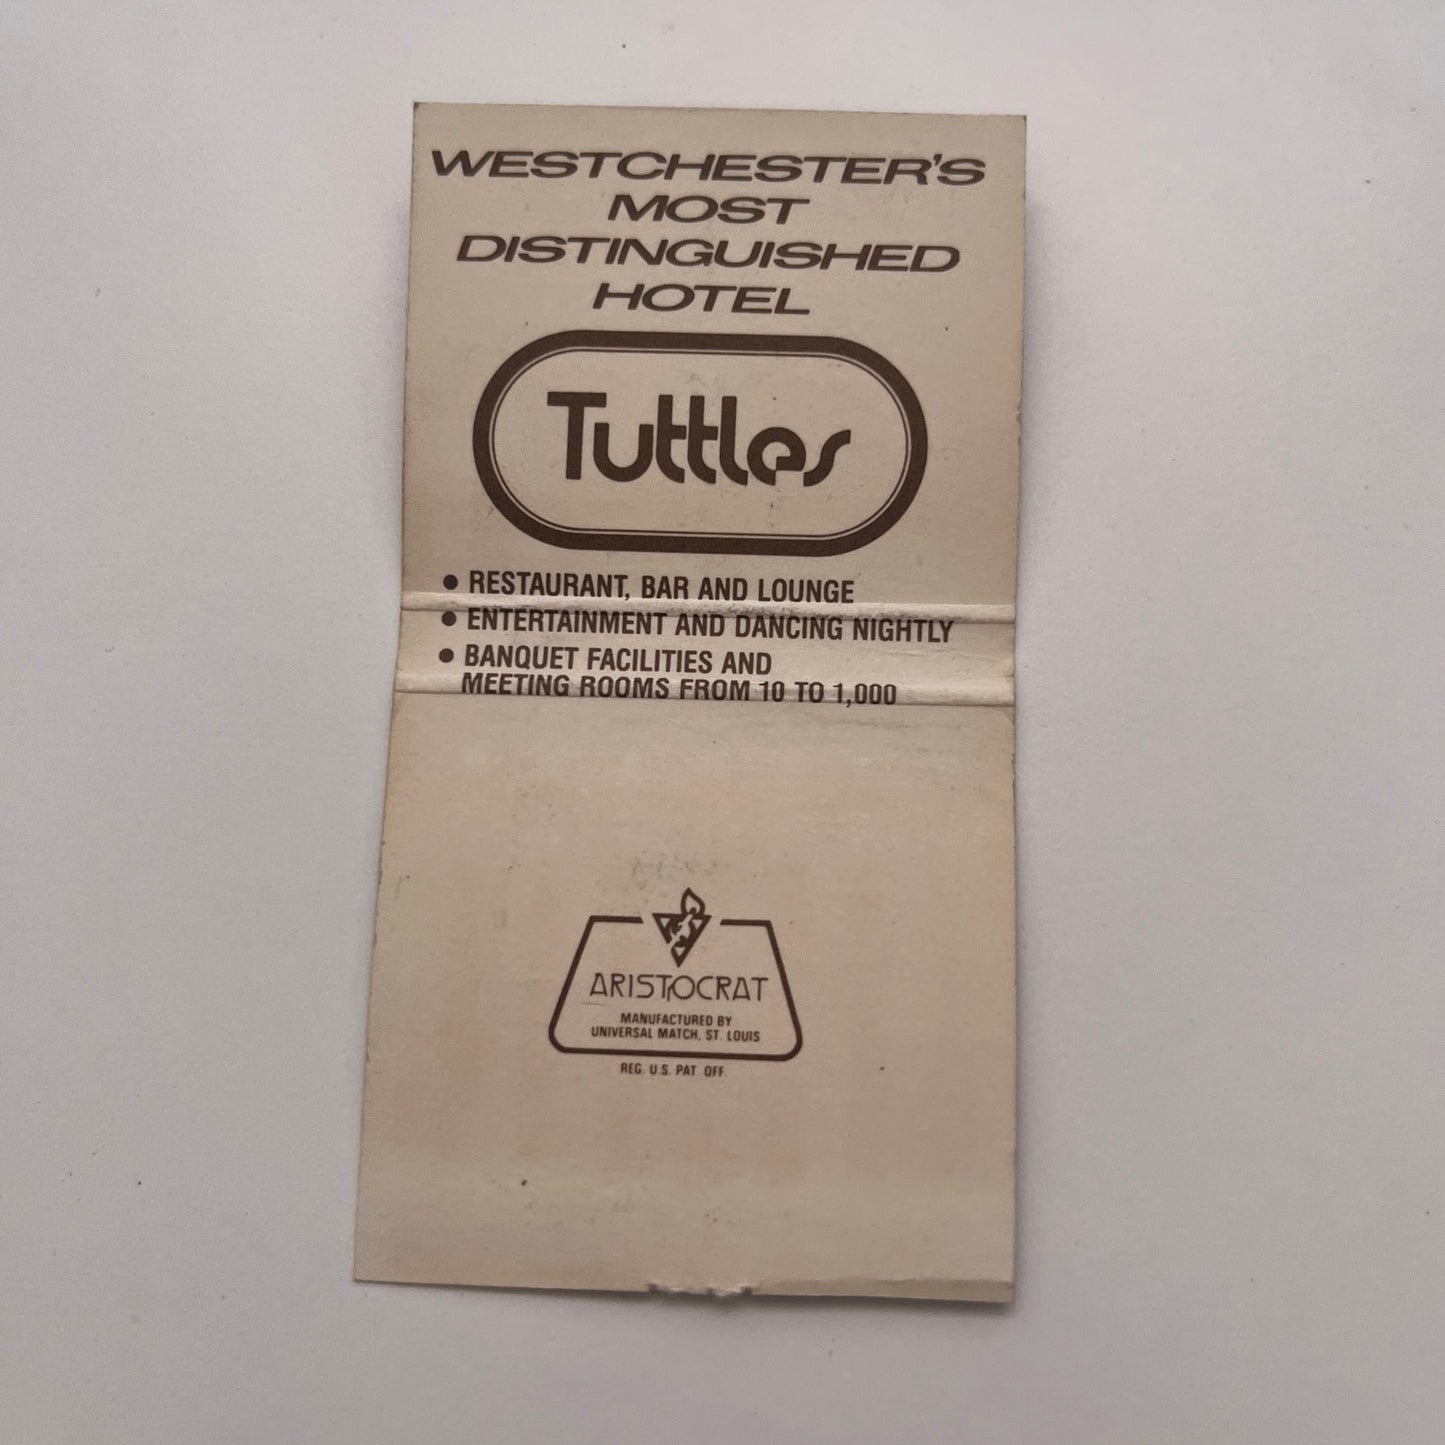 WESTCHESTER'S
MOST
DISTINGUISHED
HOTEL
Tuttles
• RESTAURANT, BAR AND LOUNGE
• ENTERTAINMENT AND DANCING NIGHTLY
• BANQUET FACILITIES AND
MEETING ROOMS FROM 10 TO 1,000
ARISTOCRAT
MANUFACTURED BY
UNIVERSAL MATCH, ST. LOUIS
REG. U.S. PAT. OFF.